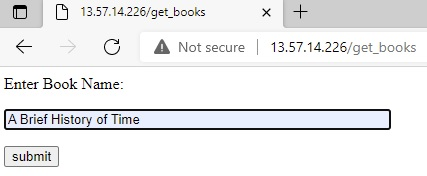 13.57.14.226/get_books
Not secure 13.57.14.226/get_books
Enter Book Name:
A Brief History of Time
submit